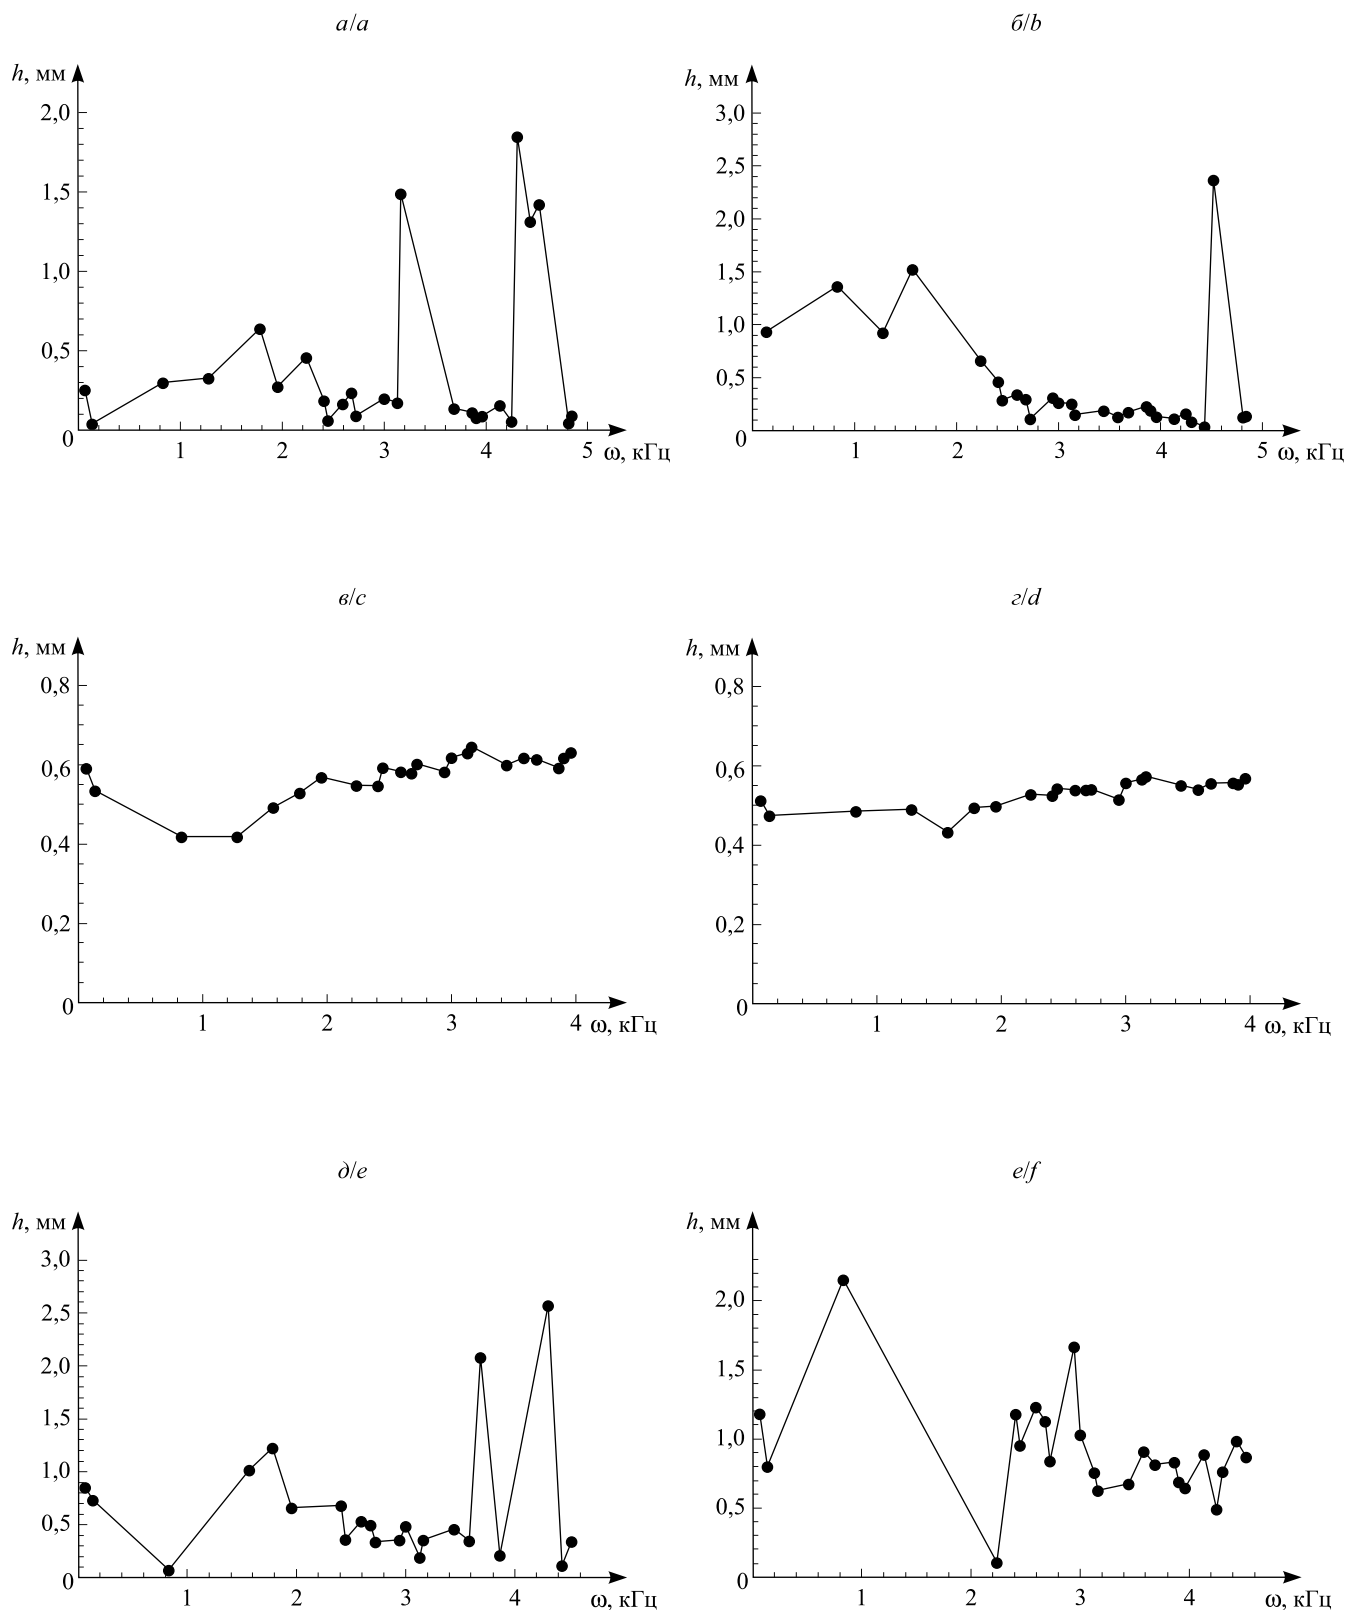 а/a
h, мм
2,0
1,5
1,0
0,5
0
1 2 3 4 5 ω, кГц
б/b
h, мм
3,0
2,5
2,0
1,5
1,0
0,5
0
1 2 3 4 5 ω, кГц
в/c
h, мм
0,8
0,6
0,4
0,2
0
1 2 3 4 ω, кГц
г/d
h, мм
0,8
0,6
0,4
0,2
0
1 2 3 4 ω, кГц
д/e
h, мм
3,0
2,5
2,0
1,5
1,0
0,5
0
1 2 3 4 ω, кГц
е/f
h, мм
2,0
1,5
1,0
0,5
0
1 2 3 4 ω, кГц